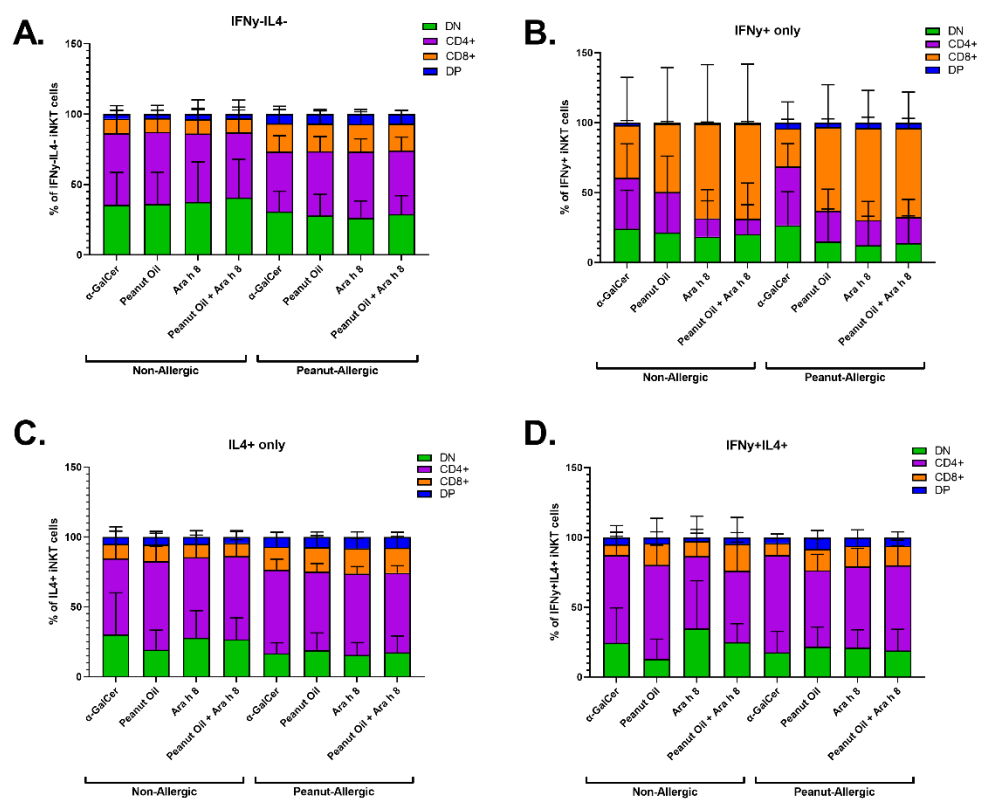 A.
IFNy-IL4-
DN
CD4+
CD8+
DP
% of IFNy-IL4- iNKT cells
150
100
50
0
α-GalCer
Peanut Oil
Ara h 8
Peanut Oil + Ara h 8
α-GalCer
Peanut Oil
Ara h 8
Peanut Oil + Ara h 8
Non-Allergic
Peanut-Allergic
B.
IFNy+ only
DN
CD4+
CD8+
DP
% of IFNy+ iNKT cells
150
100
50
0
α-GalCer
Peanut Oil
Ara h 8
Peanut Oil + Ara h 8
α-GalCer
Peanut Oil
Ara h 8
Peanut Oil + Ara h 8
Non-Allergic
Peanut-Allergic
C.
IL4+ only
DN
CD4+
CD8+
DP
% of IL4+ iNKT cells
150
100
50
0
α-GalCer
Peanut Oil
Ara h 8
Peanut Oil + Ara h 8
α-GalCer
Peanut Oil
Ara h 8
Peanut Oil + Ara h 8
Non-Allergic
Peanut-Allergic
D.
IFNy+IL4+
DN
CD4+
CD8+
DP
% of IFNy+IL4+ iNKT cells
150
100
50
0
α-GalCer
Peanut Oil
Ara h 8
Peanut Oil + Ara h 8
α-GalCer
Peanut Oil
Ara h 8
Peanut Oil + Ara h 8
Non-Allergic
Peanut-Allergic